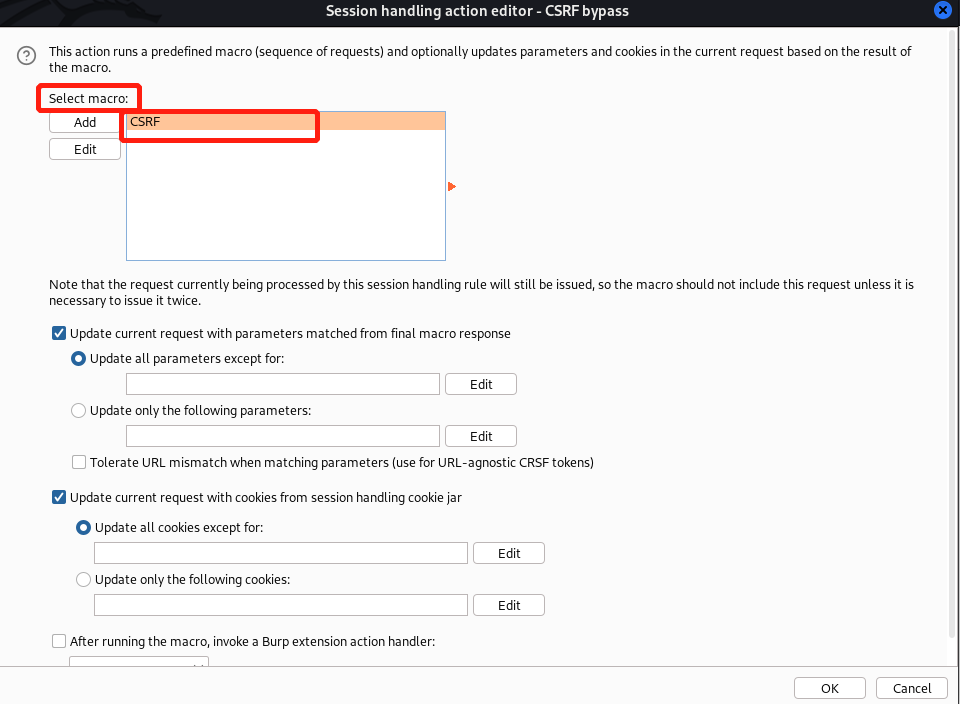 Session handling action editor - CSRF bypass
This action runs a predefined macro (sequence of requests) and optionally updates parameters and cookies in the current request based on the result of
the macro.
Select macro:
Add
CSRF
Edit
Note that the request currently being processed by this session handling rule will still be issued, so the macro should not include this request unless it is
necessary to issue it twice.
Update current request with parameters matched from final macro response
Update all parameters except for:
Edit
Update only the following parameters:
Edit
Tolerate URL mismatch when matching parameters (use for URL-agnostic CRSF tokens)
Update current request with cookies from session handling cookie jar
Update all cookies except for:
Edit
Update only the following cookies:
Edit
After running the macro, invoke a Burp extension action handler:
OK
Cancel